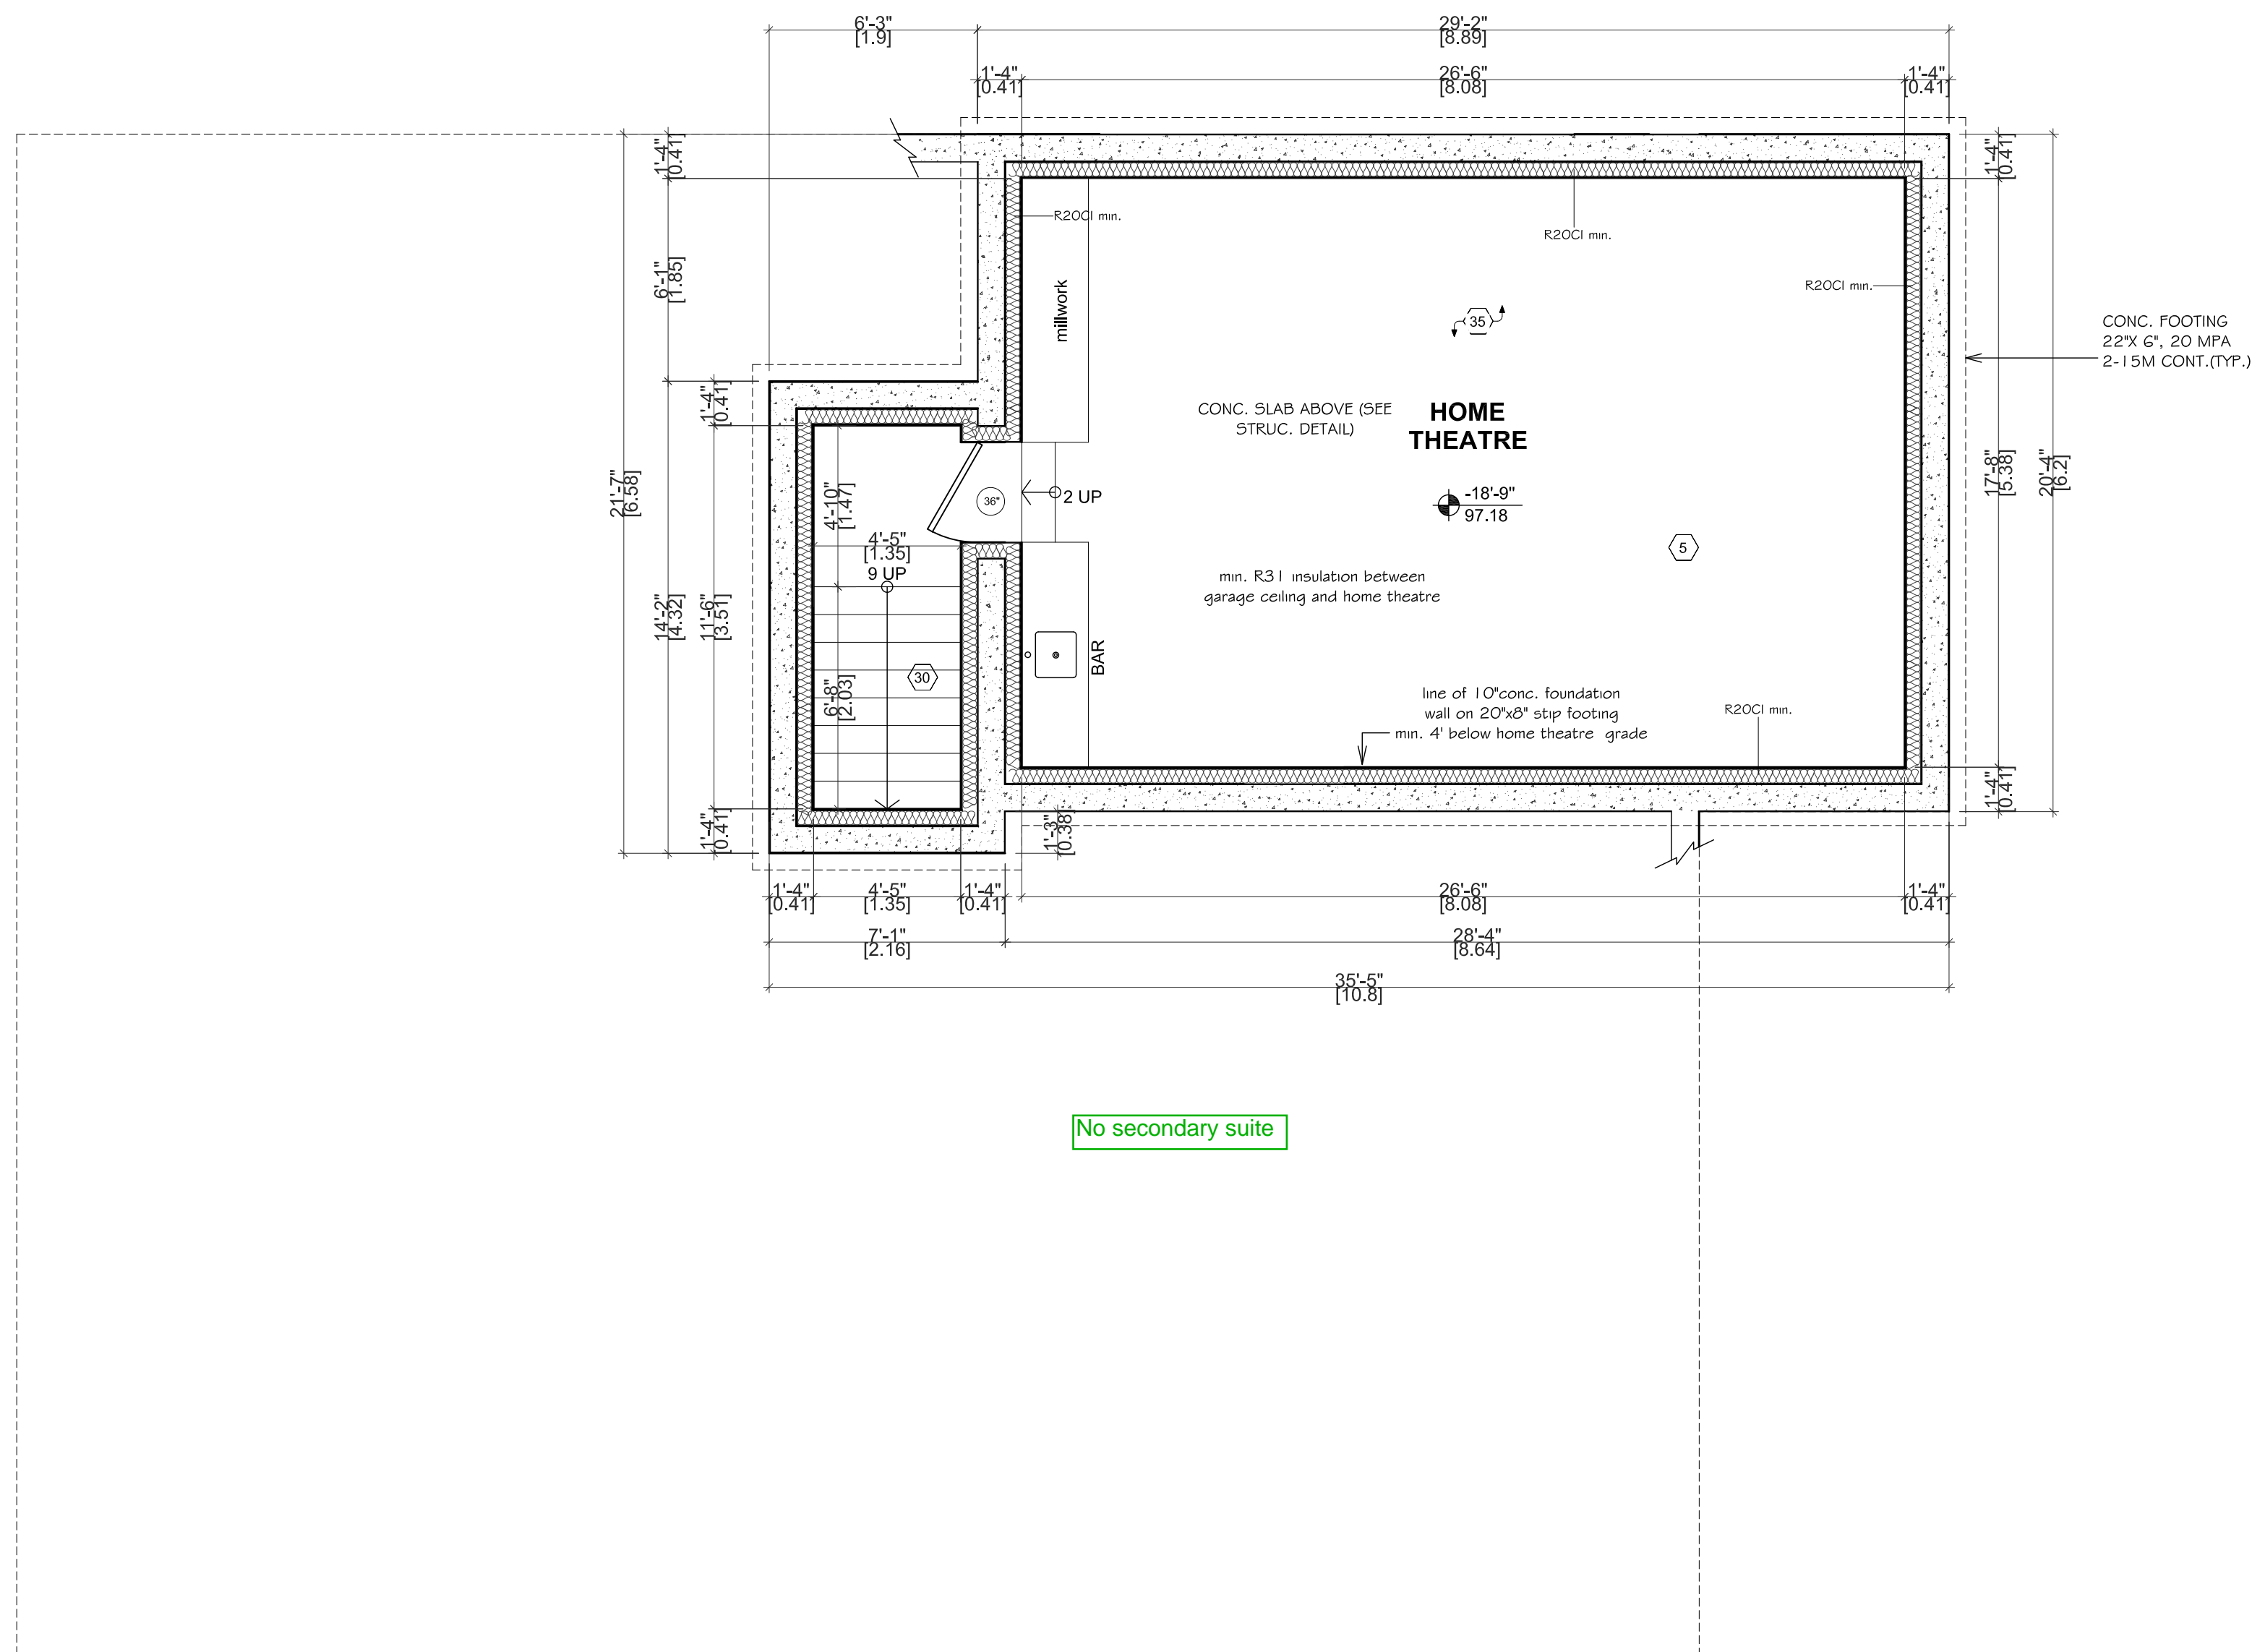 6'-3"
[1.9]
29'-2"
[8.89]
1'-4"
[0.41]
26'-6"
[8.08]
1'-4"
[0.41]
1'-4"
[0.41]
6'-1"
[1.85]
21'-7"
[6.58]
14'-2"
[4.32]
1'-4"
[0.41]
11'-6"
[3.51]
1'-4"
[0.41]
R20CI min.
R20CI min.
R20CI min.
millwork
35
CONC. SLAB ABOVE (SEE
STRUC. DETAIL)
HOME
THEATRE
-18'-9"
97.18
5
36"
2 UP
4'-10"
[1.47]
4'-5"
[1.35]
9 UP
30
6'-8"
[2.03]
min. R31 insulation between
garage ceiling and home theatre
BAR
line of 10"conc. foundation
wall on 20"x8" stip footing
min. 4' below home theatre grade
R20CI min.
1'-4"
[0.41]
17'-8"
[5.38]
20'-4"
[6.2]
1'-4"
[0.41]
CONC. FOOTING
22"X 6", 20 MPA
2-15M CONT.(TYP.)
1'-3"
[0.38]
1'-4"
[0.41]
4'-5"
[1.35]
1'-4"
[0.41]
26'-6"
[8.08]
1'-4"
[0.41]
7'-1"
[2.16]
28'-4"
[8.64]
35'-5"
[10.8]
No secondary suite